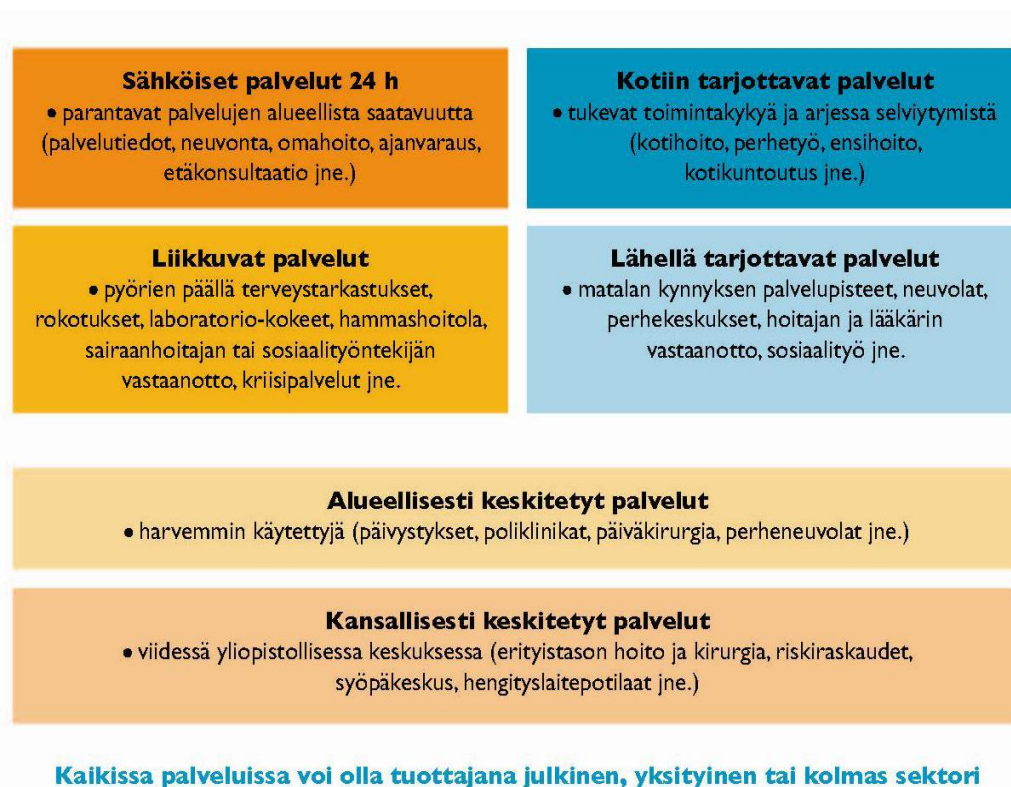 Sähköiset palvelut 24 h
• parantavat palvelujen alueellista saatavuutta
(palvelutiedot, neuvonta, omahoito, ajanvaraus,
etäkonsultaatio jne.)
Kotiin tarjottavat palvelut
• tukevat toimintakykyä ja arjessa selviytymistä
(kotihoito, perhetyö, ensihoito,
kotikuntoutus jne.)
Liikkuvat palvelut
• pyörien päällä terveystarkastukset,
rokotukset, laboratorio-kokeet, hammashoitola,
sairaanhoitajan tai sosiaalityöntekijän
vastaanotto, kriisipalvelut jne.
Lähellä tarjottavat palvelut
• matalan kynnyksen palvelupisteet, neuvolat,
perhekeskukset, hoitajan ja lääkärin
vastaanotto, sosiaalityö jne.
Alueellisesti keskitetyt palvelut
• harvemmin käytettyjä (päivystykset, poliklinikat, päiväkirurgia, perheneuvolat jne.)
Kansallisesti keskitetyt palvelut
• viidessä yliopistollisessa keskuksessa (erityistason hoito ja kirurgia, riskiraskaudet,
syöpäkeskus, hengityslaitepotilaat jne.)
Kaikissa palveluissa voi olla tuottajana julkinen, yksityinen tai kolmas sektori